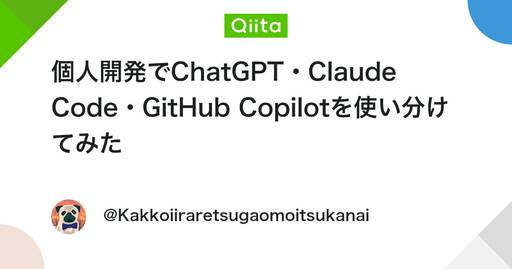 Qiita
個人開発でChatGPT・Claude
Code・GitHub Copilotを使い分け
てみた
@Kakkoiiraretsugaomoitsukanai